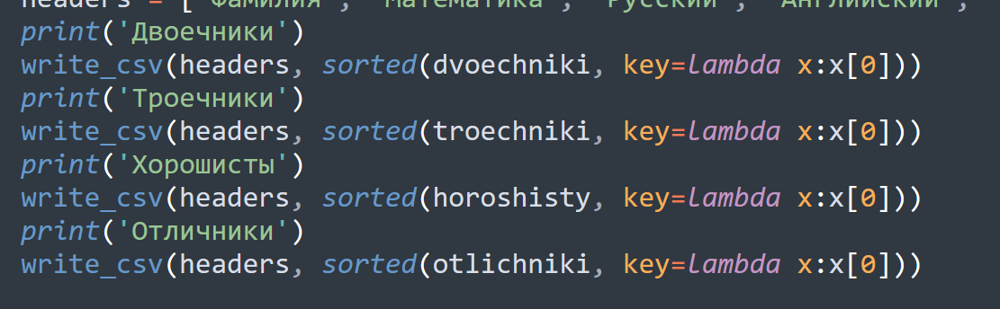 headers = ["Фамилия", "Математика", "Русский", "Английский",
print('Двоечники')
write_csv(headers, sorted(dvoechniki, key=lambda x:x[0]))
print('Троечники')
write_csv(headers, sorted(troechniki, key=lambda x:x[0]))
print('Хорошисты')
write_csv(headers, sorted(horoshisty, key=lambda x:x[0]))
print('Отличники')
write_csv(headers, sorted(otlichniki, key=lambda x:x[0]))